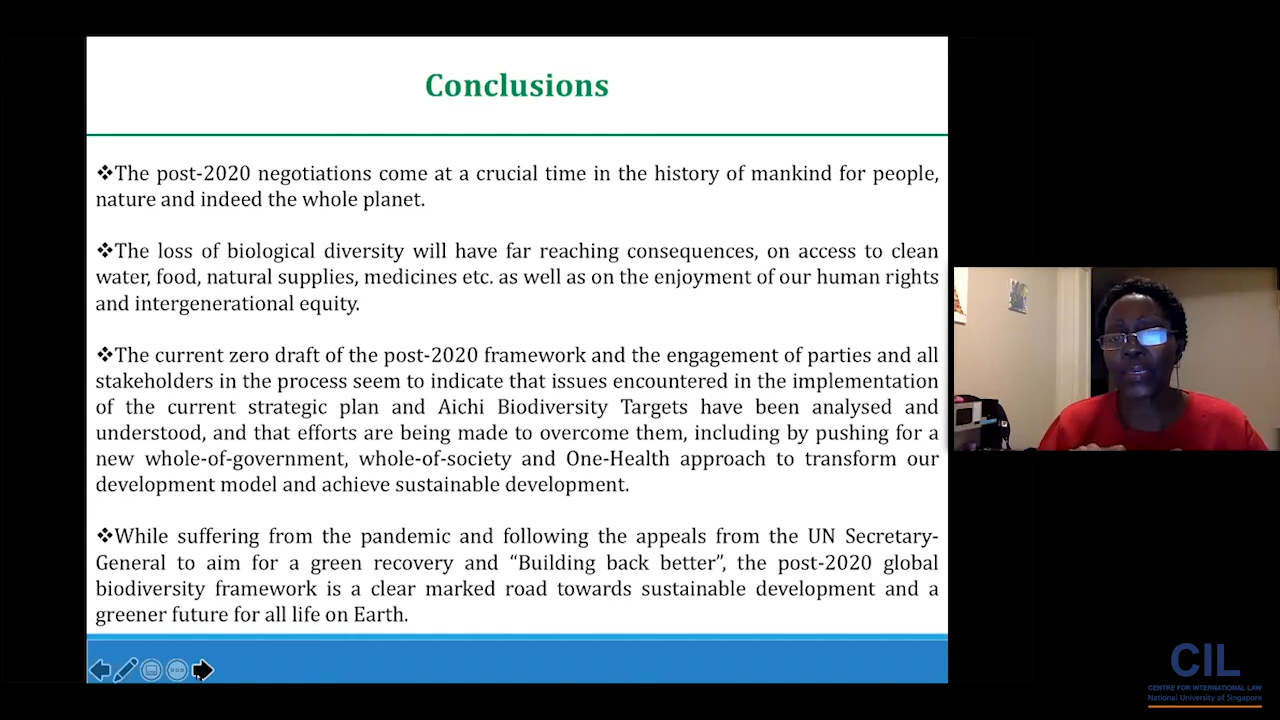 Conclusions
❖The post-2020 negotiations come at a crucial time in the history of mankind for people,
nature and indeed the whole planet.
❖The loss of biological diversity will have far reaching consequences, on access to clean
water, food, natural supplies, medicines etc. as well as on the enjoyment of our human rights
and intergenerational equity.
❖The current zero draft of the post-2020 framework and the engagement of parties and all
stakeholders in the process seem to indicate that issues encountered in the implementation
of the current strategic plan and Aichi Biodiversity Targets have been analysed and
understood, and that efforts are being made to overcome them, including by pushing for a
new whole-of-government, whole-of-society and One-Health approach to transform our
development model and achieve sustainable development.
❖While suffering from the pandemic and following the appeals from the UN Secretary-
General to aim for a green recovery and “Building back better”, the post-2020 global
biodiversity framework is a clear marked road towards sustainable development and a
greener future for all life on Earth.
CIL
CENTRE FOR INTERNATIONAL LAW
National University of Singapore